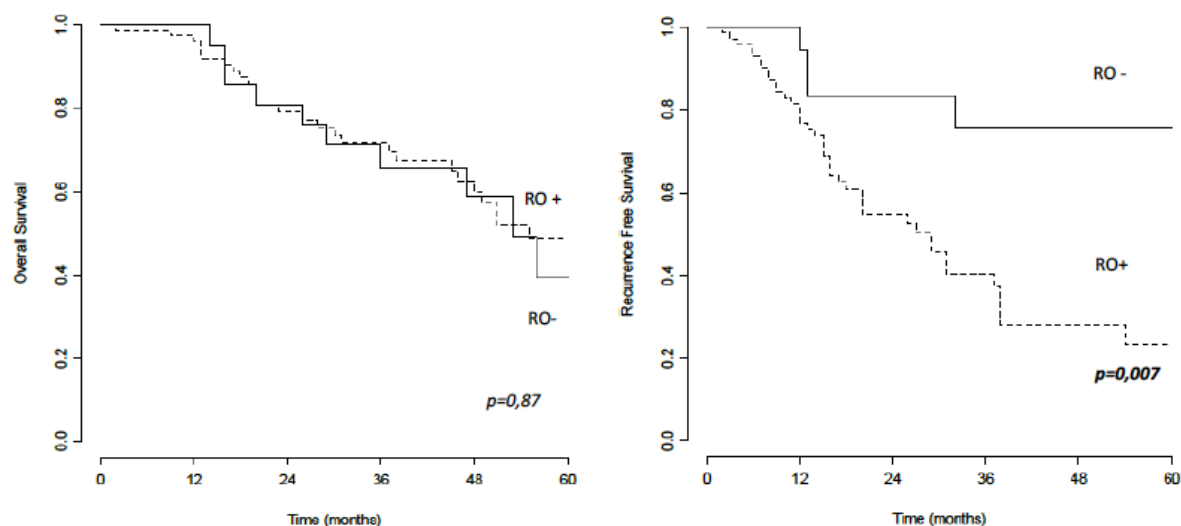 Overall Survival
1.0
0.8
0.6
0.4
0.2
0.0
RO +
RO-
p=0,87
0 12 24 36 48 60
Time (months)
Recurrence Free Survival
1.0
0.8
0.6
0.4
0.2
0.0
RO -
RO+
p=0,007
0 12 24 36 48 60
Time (months)